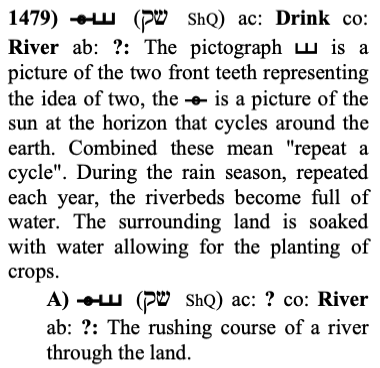 1479) (שק ShQ) ac: Drink co:
River ab: ?: The pictograph is a
picture of the two front teeth representing
the idea of two, the is a picture of the
sun at the horizon that cycles around the
earth. Combined these mean "repeat a
cycle". During the rain season, repeated
each year, the riverbeds become full of
water. The surrounding land is soaked
with water allowing for the planting of
crops.
A) (שק ShQ) ac: ? co: River
ab: ?: The rushing course of a river
through the land.